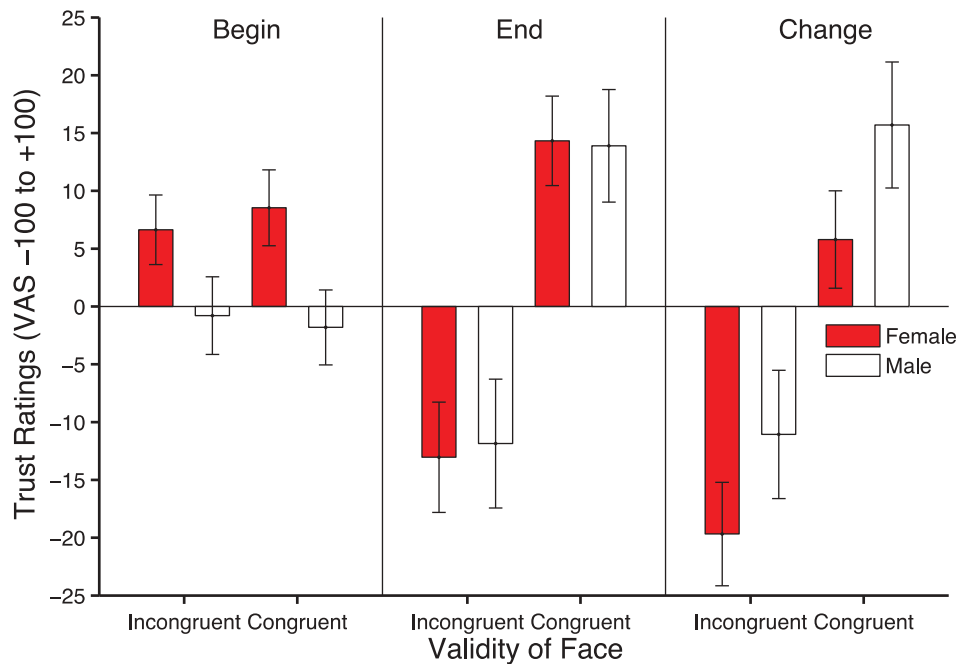 Begin
End
Change
Trust Ratings (VAS −100 to +100)
25
20
15
10
5
0
−5
−10
−15
−20
−25
Female
Male
Incongruent Congruent
Incongruent Congruent
Incongruent Congruent
Validity of Face